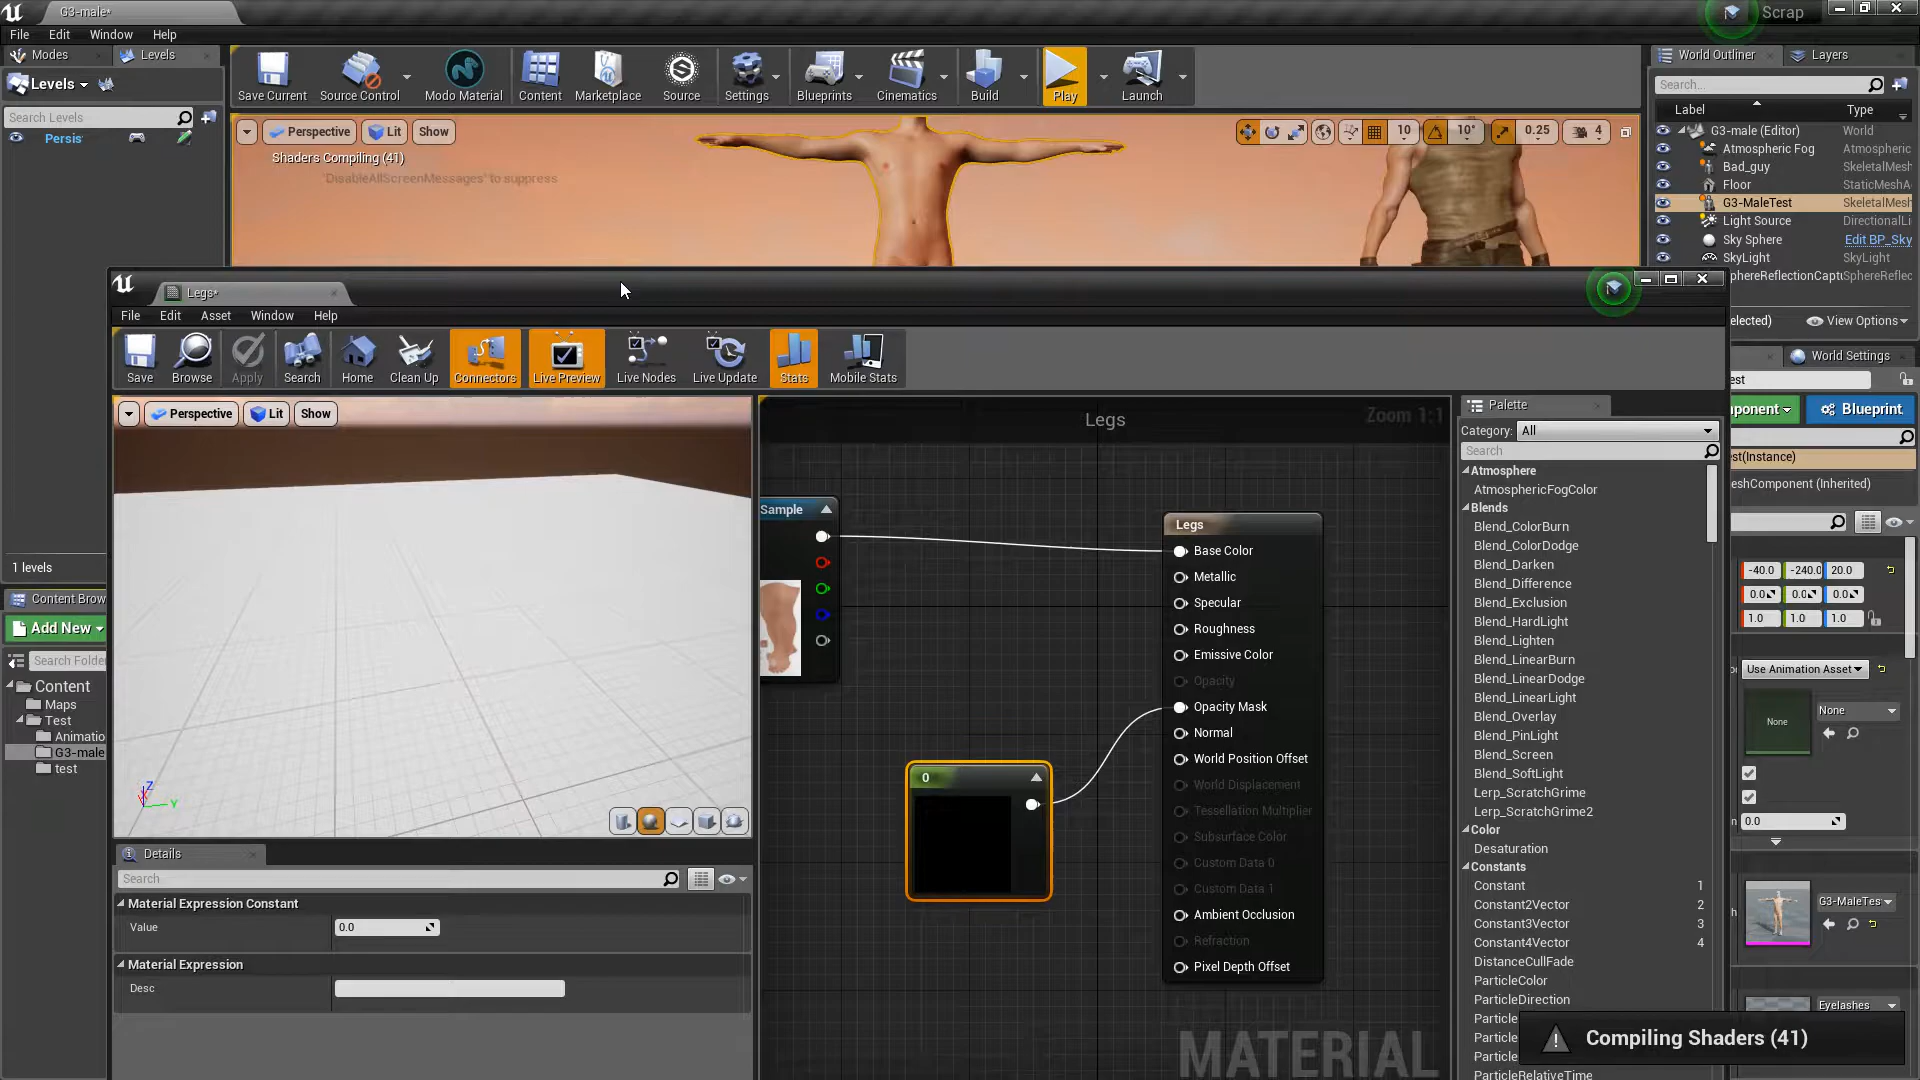 G3-male*
Scrap
File
Edit
Window
Help
Modes
Levels
World Outliner
Layers
Levels
Save Current
Source Control
Modo Material
Content
Marketplace
Source
Settings
Blueprints
Cinematics
Build
Play
Launch
Search...
Label
Type
Search Levels
Persis
Perspective
Lit
Show
10
10°
0.25
4
Shaders Compiling (41)
'DisableAllScreenMessages' to suppress
G3-male (Editor)
World
Atmospheric Fog
Atmospheric
Bad_guy
SkeletalMesh
Floor
StaticMeshA
G3-MaleTest
SkeletalMesh
Light Source
DirectionalLi
Sky Sphere
Edit BP_Sky
SkyLight
SkyLight
phereReflectionCaptu
SphereReflec
elected)
View Options
World Settings
est
ponent
Blueprint
est(Instance)
eshComponent (Inherited)
-40.0
-240.0
20.0
0.0
0.0
0.0
1.0
1.0
1.0
Use Animation Asset
None
None
0.0
G3-MaleTes
Eyelashes
1 levels
Content Brow
Add New
Search Folde
Content
Maps
Test
Animatio
G3-male
test
Legs*
File
Edit
Asset
Window
Help
Save
Browse
Apply
Search
Home
Clean Up
Connectors
Live Preview
Live Nodes
Live Update
Stats
Mobile Stats
Perspective
Lit
Show
Z
Y
Details
Search
Material Expression Constant
Value
0.0
Material Expression
Desc
Legs
Zoom 1:1
Sample
0
Legs
Base Color
Metallic
Specular
Roughness
Emissive Color
Opacity
Opacity Mask
Normal
World Position Offset
World Displacement
Tessellation Multiplier
Subsurface Color
Custom Data 0
Custom Data 1
Ambient Occlusion
Refraction
Pixel Depth Offset
MATERIAL
Palette
Category:
All
Search
Atmosphere
AtmosphericFogColor
Blends
Blend_ColorBurn
Blend_ColorDodge
Blend_Darken
Blend_Difference
Blend_Exclusion
Blend_HardLight
Blend_Lighten
Blend_LinearBurn
Blend_LinearDodge
Blend_LinearLight
Blend_Overlay
Blend_PinLight
Blend_Screen
Blend_SoftLight
Lerp_ScratchGrime
Lerp_ScratchGrime2
Color
Desaturation
Constants
Constant
1
Constant2Vector
2
Constant3Vector
3
Constant4Vector
4
DistanceCullFade
ParticleColor
ParticleDirection
Particle
Particle
Particle
ParticleRelativeTime
Compiling Shaders (41)